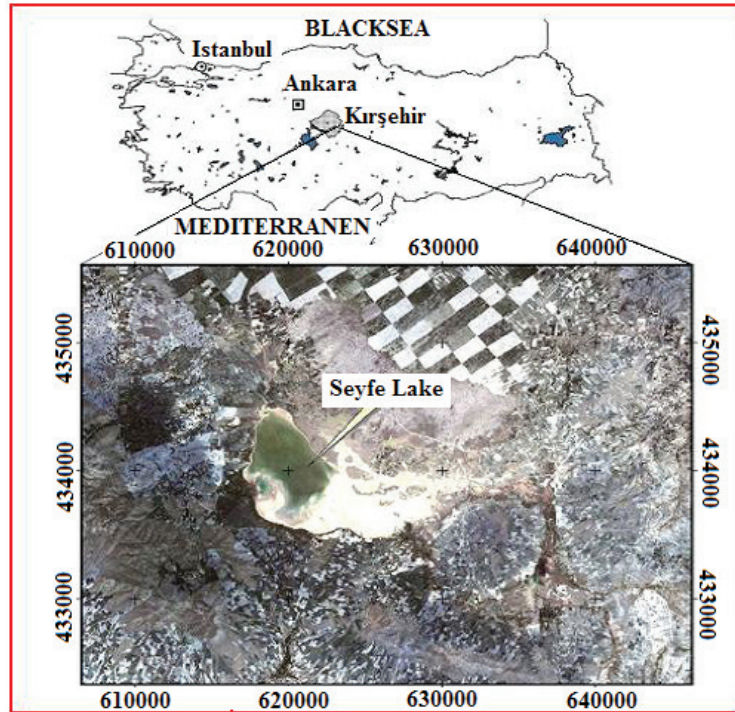 BLACKSEA
Istanbul
Ankara
Kırşehir
MEDITERRANEN
610000 620000 630000 640000
435000 435000
Seyfe Lake
434000 434000
433000 433000
610000 620000 630000 640000